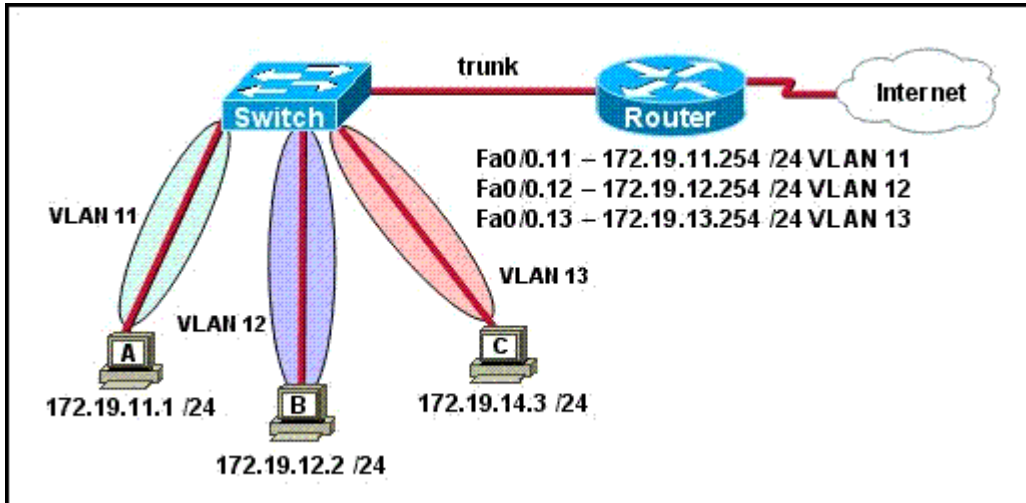 trunk
Switch
Router
Internet
Fa0/0.11 – 172.19.11.254 /24 VLAN 11
Fa0/0.12 – 172.19.12.254 /24 VLAN 12
Fa0/0.13 – 172.19.13.254 /24 VLAN 13
VLAN 11
VLAN 12
VLAN 13
A
172.19.11.1 /24
B
172.19.12.2 /24
C
172.19.14.3 /24